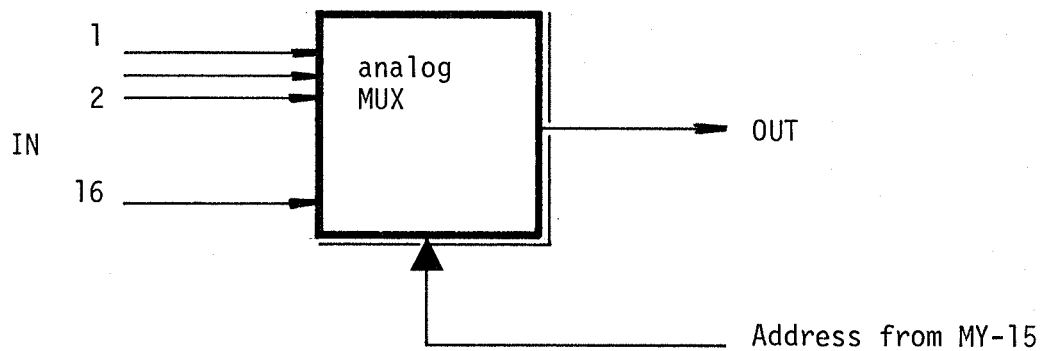 1
analog
2
MUX
OUT
IN
16
Address from MY-15